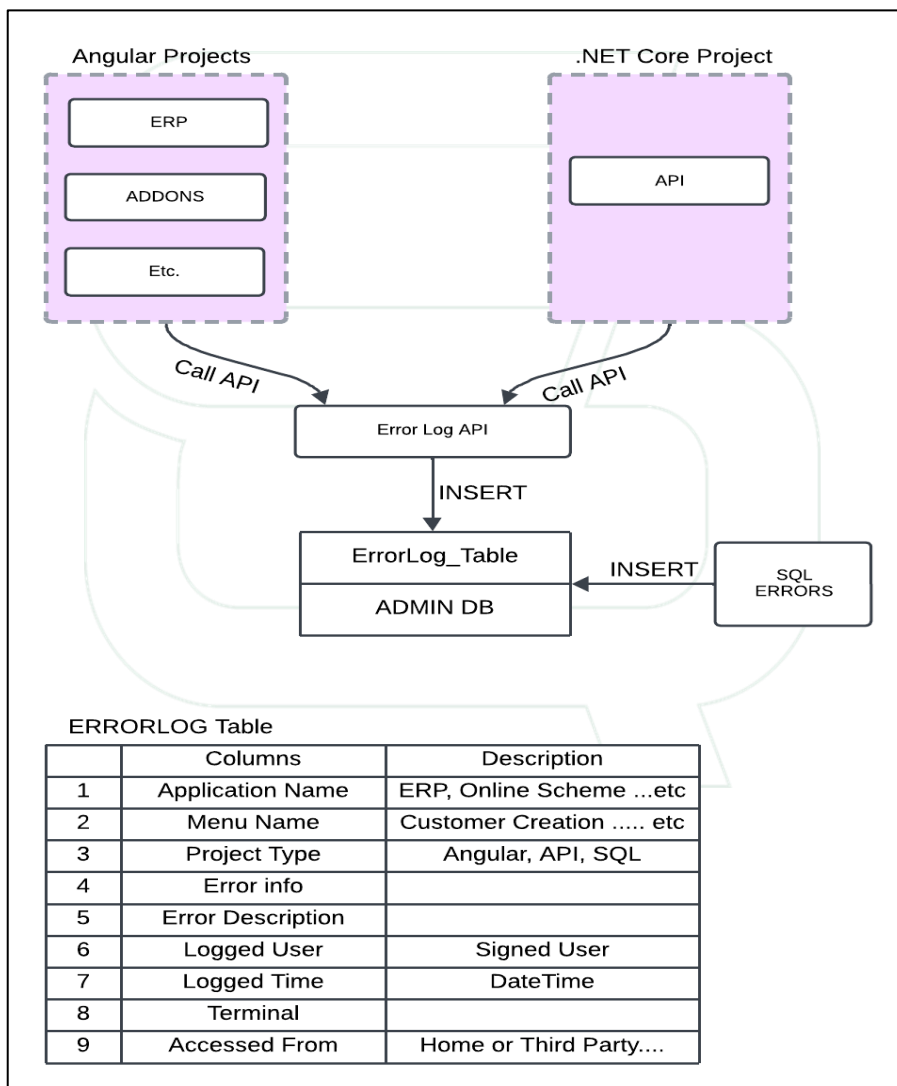 Angular Projects
.NET Core Project
ERP
ADDONS
Etc.
API
Call API
Call API
Error Log API
INSERT
ErrorLog_Table
ADMIN DB
INSERT
SQL
ERRORS
ERRORLOG Table
Columns Description
1 Application Name ERP, Online Scheme ...etc
2 Menu Name Customer Creation ..... etc
3 Project Type Angular, API, SQL
4 Error info
5 Error Description
6 Logged User Signed User
7 Logged Time DateTime
8 Terminal
9 Accessed From Home or Third Party....